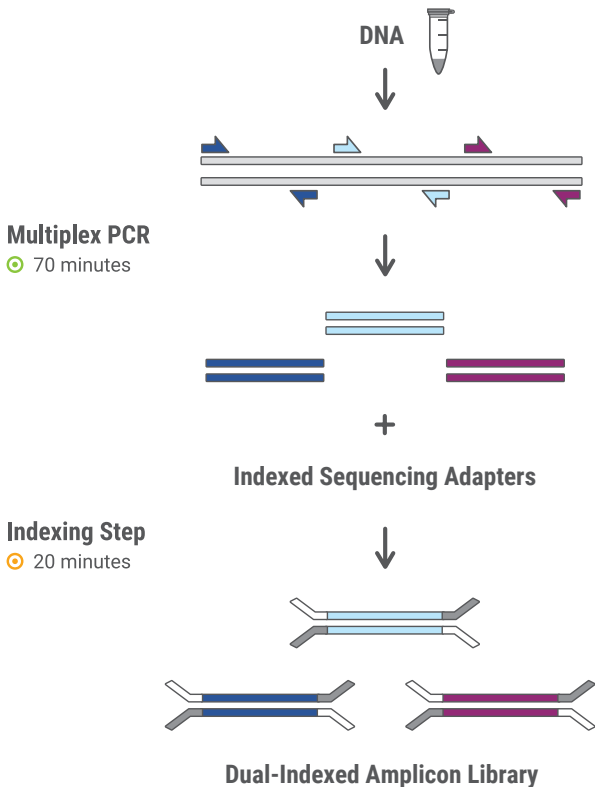 DNA
Multiplex PCR
70 minutes
+
Indexed Sequencing Adapters
Indexing Step
20 minutes
Dual-Indexed Amplicon Library